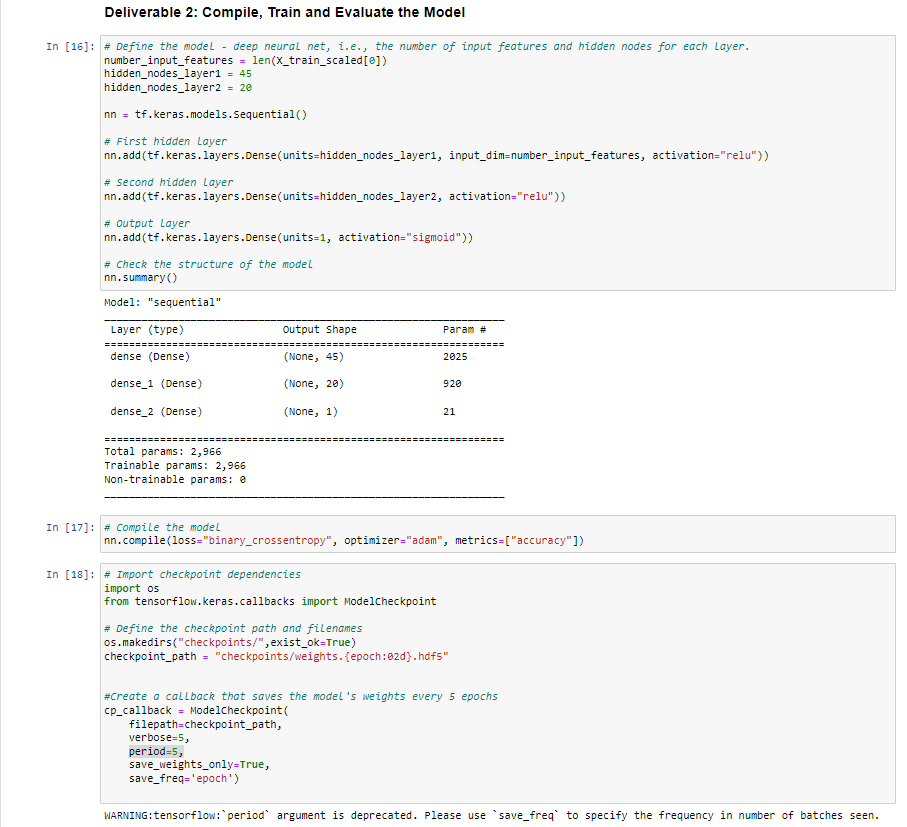 Deliverable 2: Compile, Train and Evaluate the Model
In [16]: # Define the model - deep neural net, i.e., the number of input features and hidden nodes for each layer.
number_input_features = len(X_train_scaled[0])
hidden_nodes_layer1 = 45
hidden_nodes_layer2 = 20
nn = tf.keras.models.Sequential()
# First hidden layer
nn.add(tf.keras.layers.Dense(units=hidden_nodes_layer1, input_dim=number_input_features, activation="relu"))
# Second hidden layer
nn.add(tf.keras.layers.Dense(units=hidden_nodes_layer2, activation="relu"))
# Output layer
nn.add(tf.keras.layers.Dense(units=1, activation="sigmoid"))
# Check the structure of the model
nn.summary()
Model: "sequential"
_________________________________________________________________
Layer (type) Output Shape Param #
=================================================================
dense (Dense) (None, 45) 2025
dense_1 (Dense) (None, 20) 920
dense_2 (Dense) (None, 1) 21
=================================================================
Total params: 2,966
Trainable params: 2,966
Non-trainable params: 0
_________________________________________________________________
In [17]: # Compile the model
nn.compile(loss="binary_crossentropy", optimizer="adam", metrics=["accuracy"])
In [18]: # Import checkpoint dependencies
import os
from tensorflow.keras.callbacks import ModelCheckpoint
# Define the checkpoint path and filenames
os.makedirs("checkpoints/",exist_ok=True)
checkpoint_path = "checkpoints/weights.{epoch:02d}.hdf5"
#Create a callback that saves the model's weights every 5 epochs
cp_callback = ModelCheckpoint(
filepath=checkpoint_path,
verbose=5,
period=5,
save_weights_only=True,
save_freq='epoch')
WARNING:tensorflow:`period` argument is deprecated. Please use `save_freq` to specify the frequency in number of batches seen.